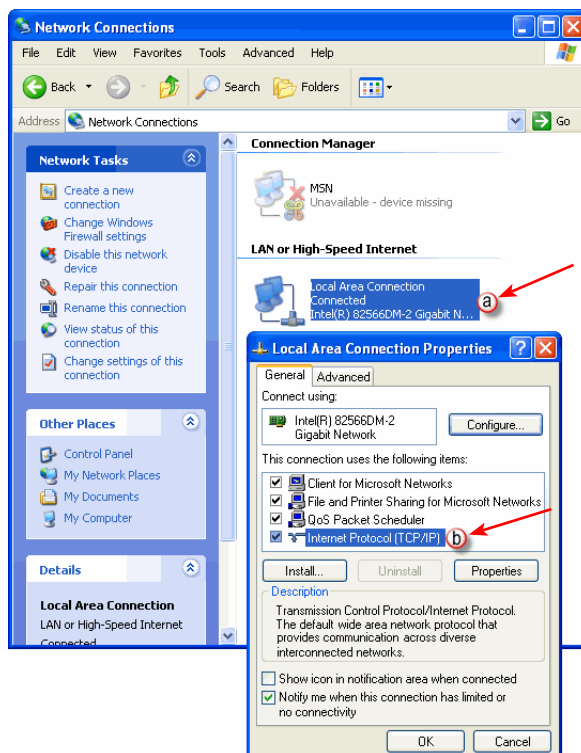 Network Connections
File Edit View Favorites Tools Advanced Help
Back Search Folders
Address Network Connections Go
Network Tasks
Create a new
connection
Change Windows
Firewall settings
Disable this network
device
Repair this connection
Rename this connection
View status of this
connection
Change settings of this
connection
Other Places
Control Panel
My Network Places
My Documents
My Computer
Details
Local Area Connection
LAN or High-Speed Internet
Connected
Connection Manager
MSN
Unavailable - device missing
LAN or High-Speed Internet
Local Area Connection
Connected
Intel(R) 82566DM-2 Gigabit N...
a
Local Area Connection Properties
General Advanced
Connect using:
Intel(R) 82566DM-2
Gigabit Network
Configure...
This connection uses the following items:
Client for Microsoft Networks
File and Printer Sharing for Microsoft Networks
QoS Packet Scheduler
Internet Protocol (TCP/IP)
b
Install... Uninstall Properties
Description
Transmission Control Protocol/Internet Protocol.
The default wide area network protocol that
provides communication across diverse
interconnected networks.
Show icon in notification area when connected
Notify me when this connection has limited or
no connectivity
OK Cancel